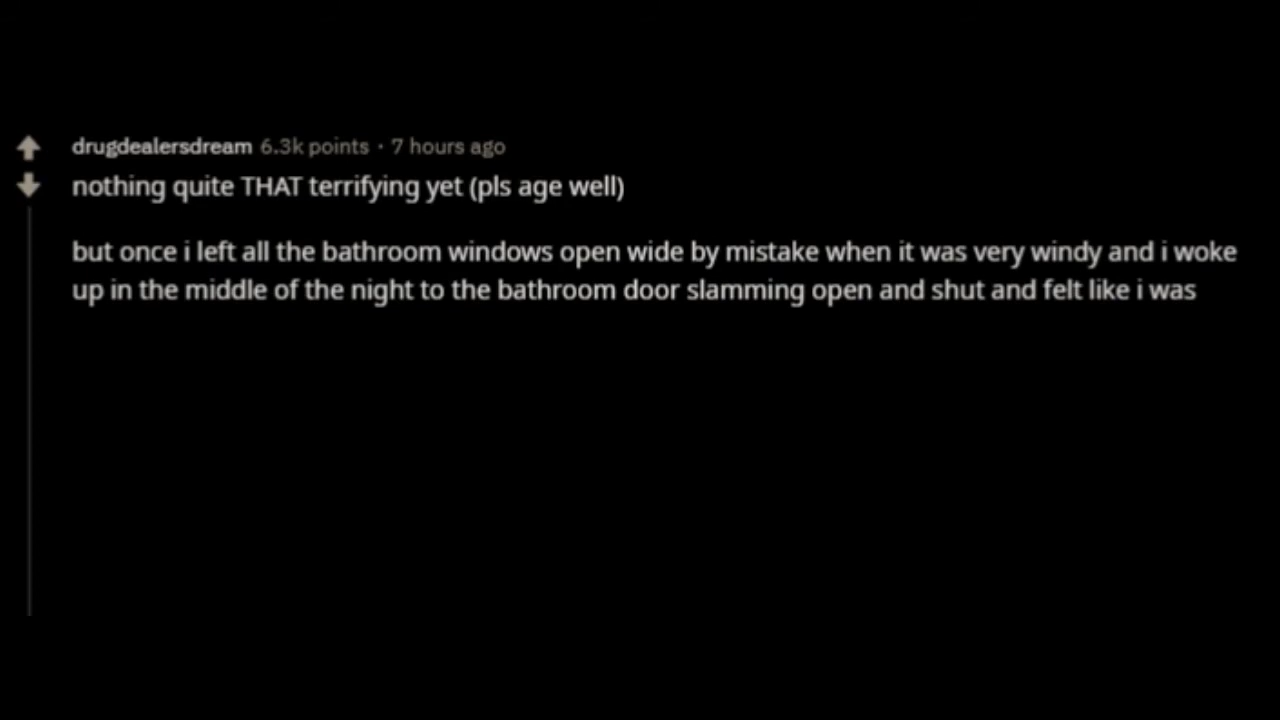 drugdealersdream 6.3k points · 7 hours ago
nothing quite THAT terrifying yet (pls age well)
but once i left all the bathroom windows open wide by mistake when it was very windy and i woke
up in the middle of the night to the bathroom door slamming open and shut and felt like i was